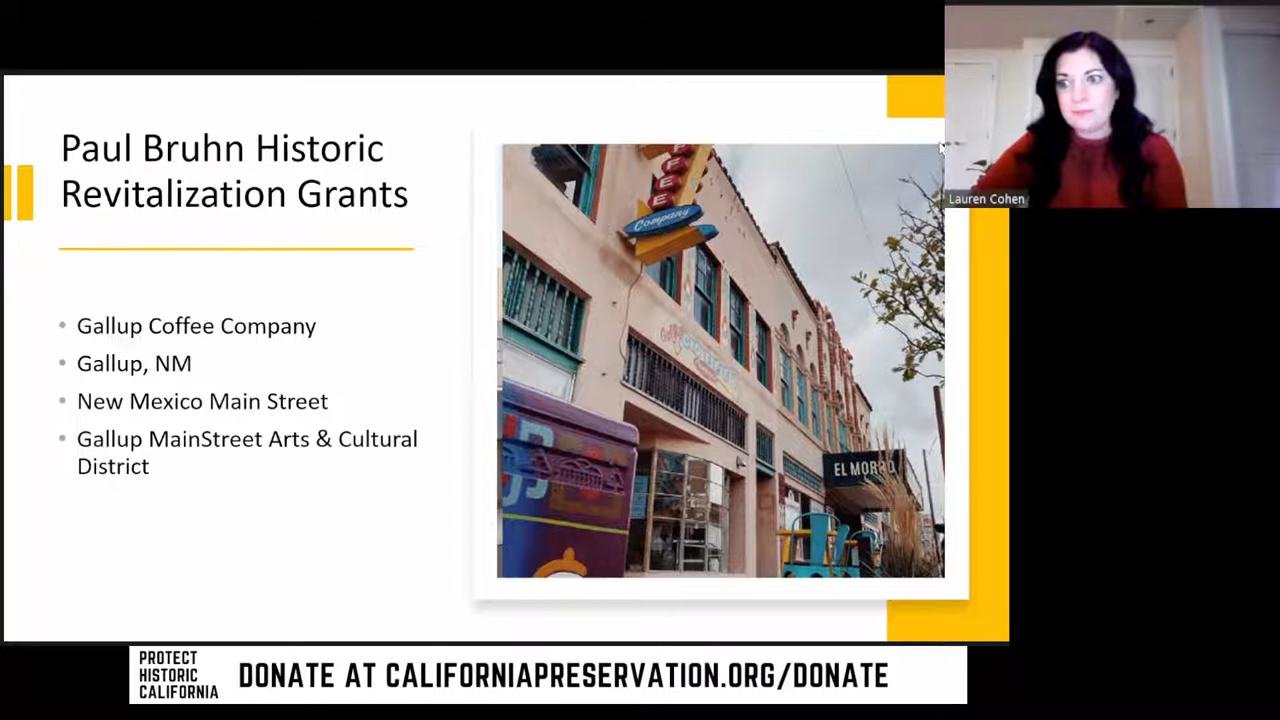 Paul Bruhn Historic
Revitalization Grants
Gallup Coffee Company
Gallup, NM
New Mexico Main Street
Gallup MainStreet Arts & Cultural
District
Company
EL MORRO
Lauren Cohen
PROTECT
HISTORIC
CALIFORNIA
DONATE AT CALIFORNIAPRESERVATION.ORG/DONATE